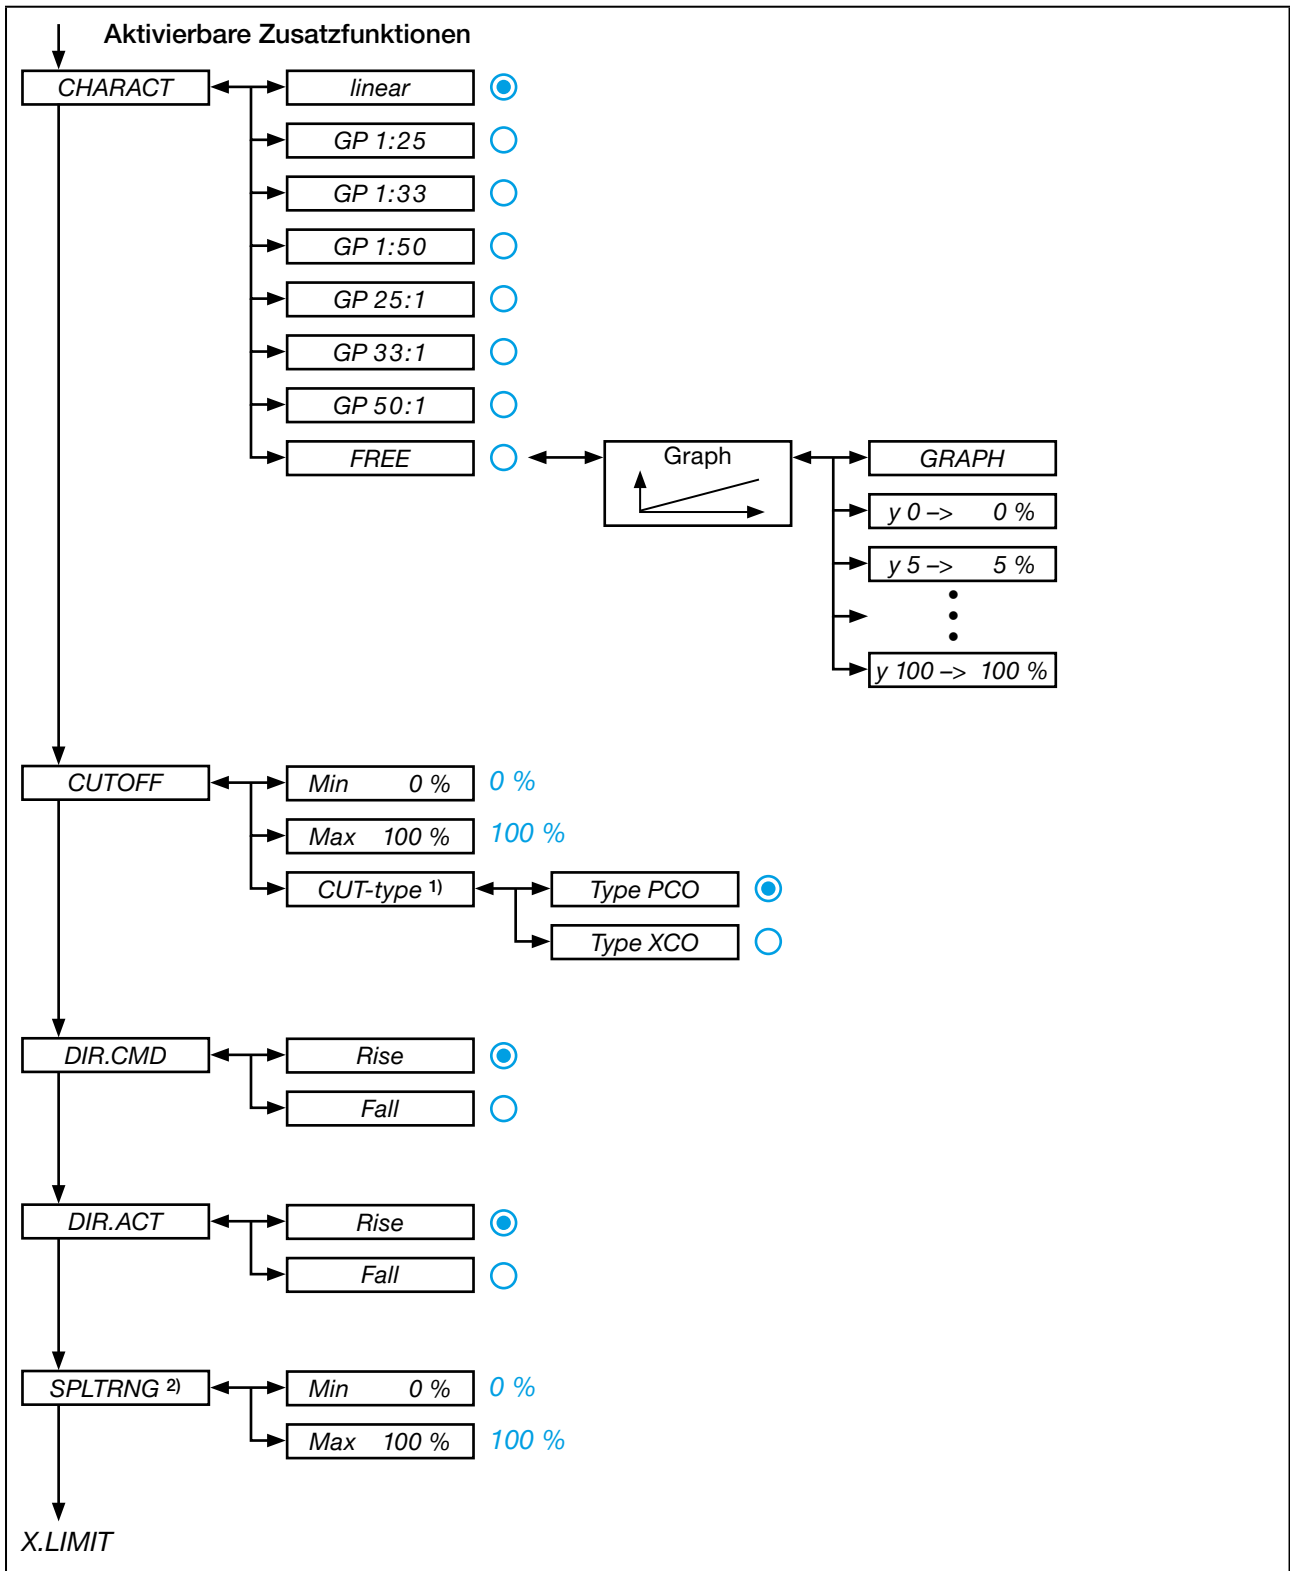 Aktivierbare Zusatzfunktionen
CHARACT
linear
GP 1:25
GP 1:33
GP 1:50
GP 25:1
GP 33:1
GP 50:1
FREE
Graph
GRAPH
y 0 –> 0 %
y 5 –> 5 %
y 100 –> 100 %
CUTOFF
Min 0 % 0 %
Max 100 % 100 %
CUT-type 1)
Type PCO
Type XCO
DIR.CMD
Rise
Fall
DIR.ACT
Rise
Fall
SPLTRNG 2)
Min 0 % 0 %
Max 100 % 100 %
X.LIMIT